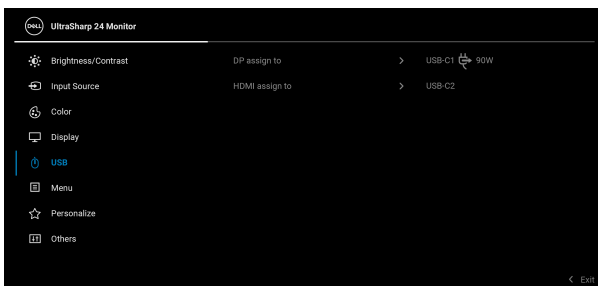 DELL UltraSharp 24 Monitor
Brightness/Contrast DP assign to > USB-C1 90W
Input Source HDMI assign to > USB-C2
Color
Display
USB
Menu
Personalize
Others
< Exit